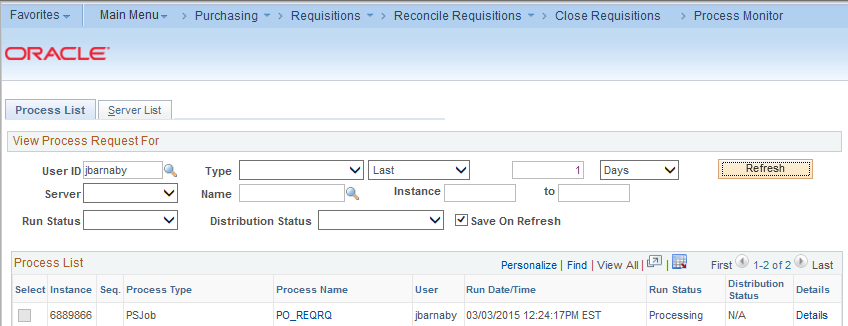 Favorites Main Menu > Purchasing > Requisitions > Reconcile Requisitions > Close Requisitions > Process Monitor
ORACLE
Process List Server List
View Process Request For
User ID jbarnaby Type Last 1 Days Refresh
Server Name Instance to
Run Status Distribution Status Save On Refresh
Process List Personalize | Find | View All | | First 1-2 of 2 Last
Select Instance Seq. Process Type Process Name User Run Date/Time Run Status Distribution Status Details
6889866 PSJob PO_REQRQ jbarnaby 03/03/2015 12:24:17PM EST Processing N/A Details